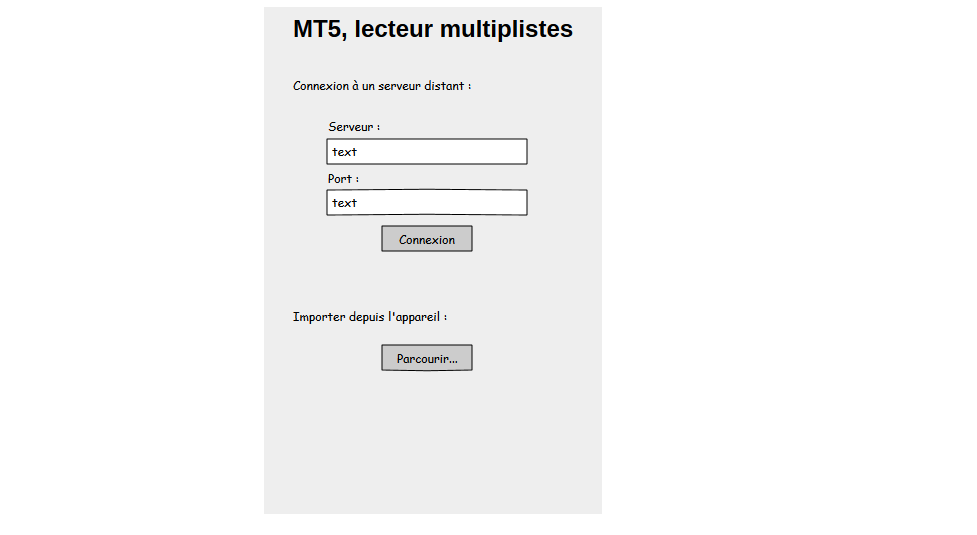 MT5, lecteur multiplistes
Connexion à un serveur distant :
Serveur :
text
Port :
text
Connexion
Importer depuis l'appareil :
Parcourir...